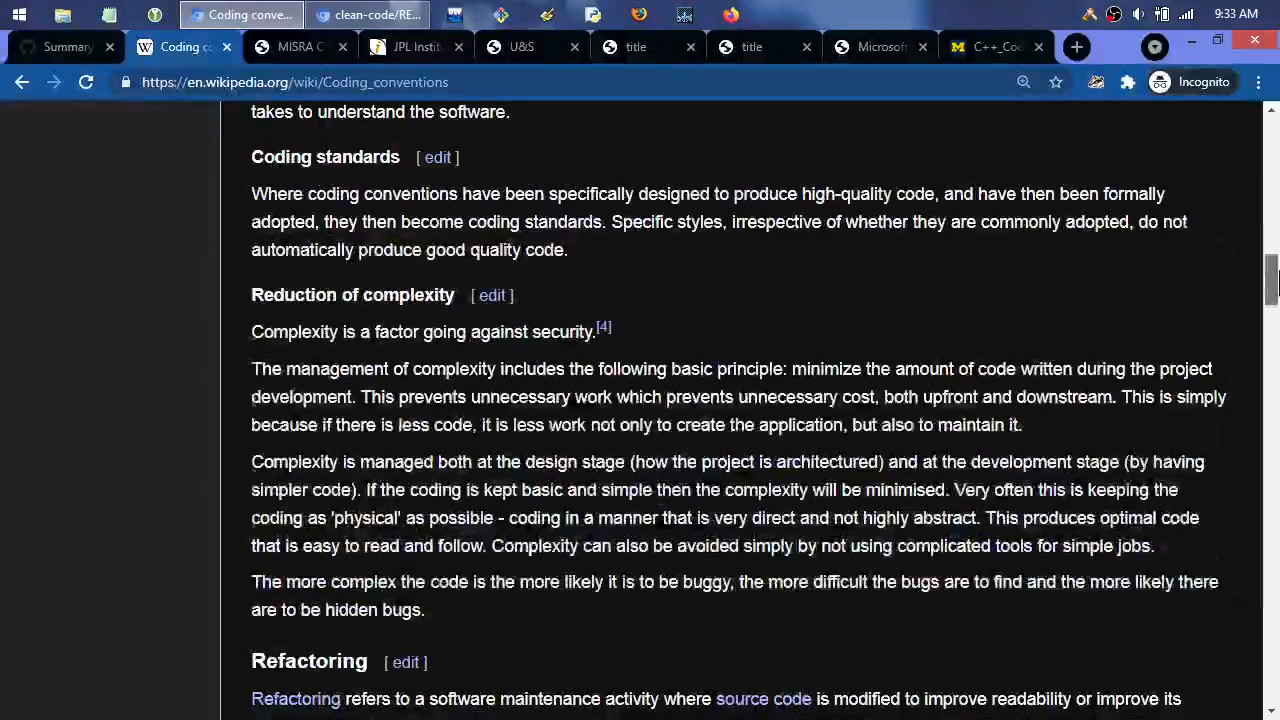 Coding conve...
clean-code/RE...
9:33 AM
Summary
Coding co
MISRA C
JPL Instit
U&S
title
title
Microsoft
C++_Cod
https://en.wikipedia.org/wiki/Coding_conventions
Incognito
takes to understand the software.
Coding standards [ edit ]
Where coding conventions have been specifically designed to produce high-quality code, and have then been formally
adopted, they then become coding standards. Specific styles, irrespective of whether they are commonly adopted, do not
automatically produce good quality code.
Reduction of complexity [ edit ]
Complexity is a factor going against security.[4]
The management of complexity includes the following basic principle: minimize the amount of code written during the project
development. This prevents unnecessary work which prevents unnecessary cost, both upfront and downstream. This is simply
because if there is less code, it is less work not only to create the application, but also to maintain it.
Complexity is managed both at the design stage (how the project is architectured) and at the development stage (by having
simpler code). If the coding is kept basic and simple then the complexity will be minimised. Very often this is keeping the
coding as 'physical' as possible - coding in a manner that is very direct and not highly abstract. This produces optimal code
that is easy to read and follow. Complexity can also be avoided simply by not using complicated tools for simple jobs.
The more complex the code is the more likely it is to be buggy, the more difficult the bugs are to find and the more likely there
are to be hidden bugs.
Refactoring [ edit ]
Refactoring refers to a software maintenance activity where source code is modified to improve readability or improve its